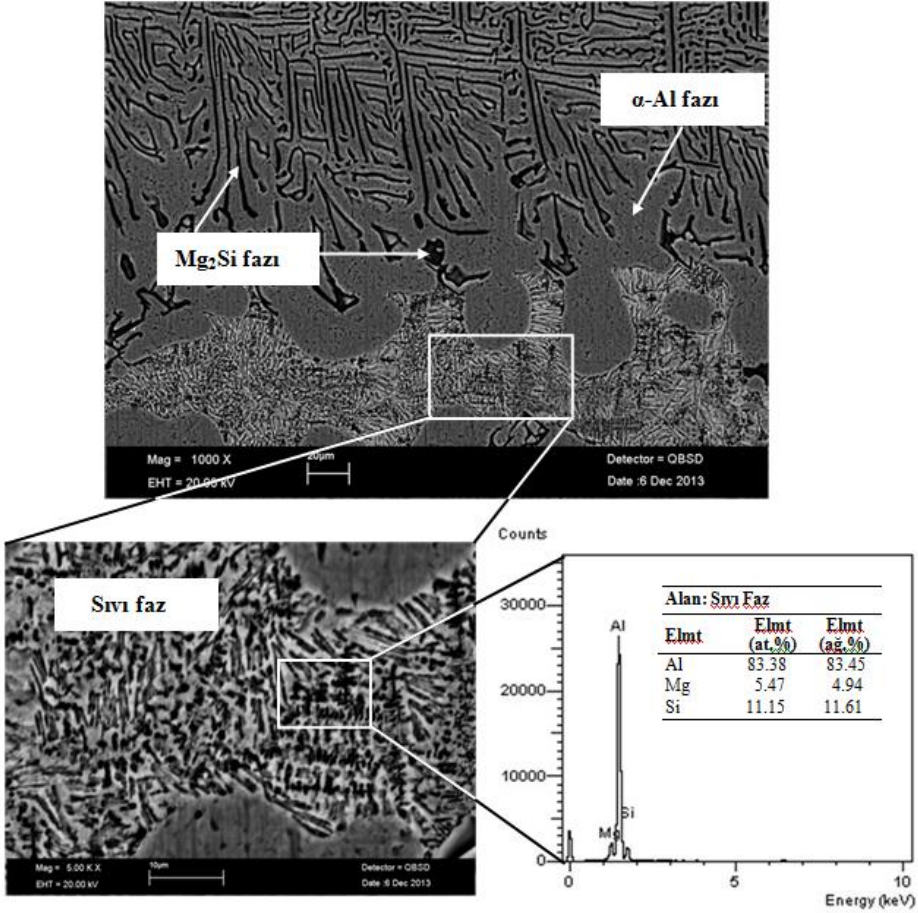 α-Al fazı
Mg₂Si fazı
Mag = 1000 X
20µm
Detector = QBSD
EHT = 20.00 kV
Date :6 Dec 2013
Sıvı faz
Mag = 5.00 K X
10µm
Detector = QBSD
EHT = 20.00 kV
Date :6 Dec 2013
Counts
30000
20000
10000
0
Al
Si
Mg
0
5
10
Energy (keV)
Alan: Sıvı Faz
Elmt Elmt (at.%) Elmt (ağ.%)
Al 83.38 83.45
Mg 5.47 4.94
Si 11.15 11.61